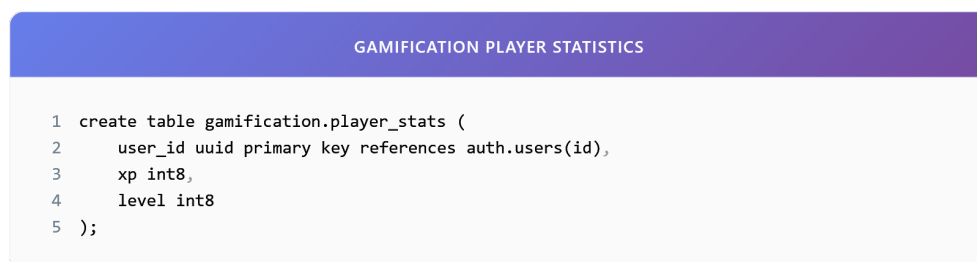 GAMIFICATION PLAYER STATISTICS
1 create table gamification.player_stats (
2     user_id uuid primary key references auth.users(id),
3     xp int8,
4     level int8
5 );